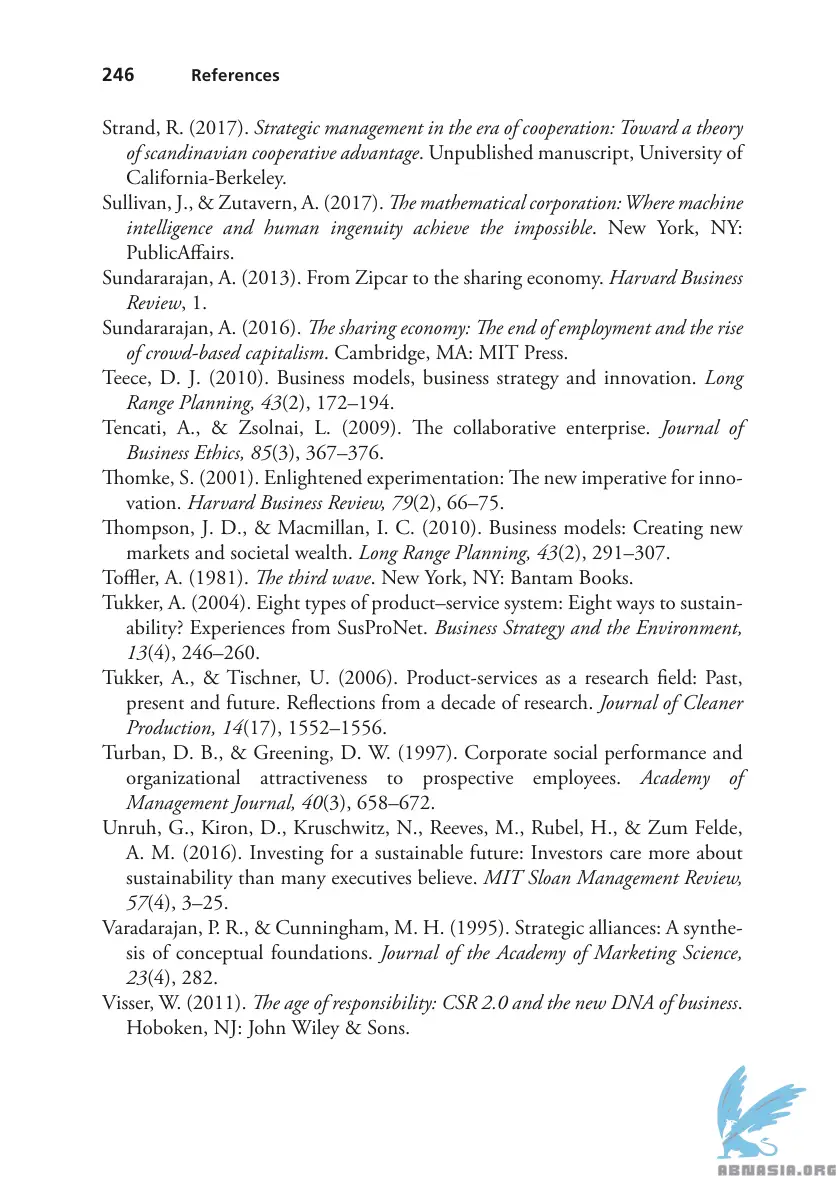 246 References
Strand, R. (2017). Strategic management in the era of cooperation: Toward a theory
of scandinavian cooperative advantage. Unpublished manuscript, University of
California-Berkeley.
Sullivan, J., & Zutavern, A. (2017). The mathematical corporation: Where machine
intelligence and human ingenuity achieve the impossible. New York, NY:
PublicAffairs.
Sundararajan, A. (2013). From Zipcar to the sharing economy. Harvard Business
Review, 1.
Sundararajan, A. (2016). The sharing economy: The end of employment and the rise
of crowd-based capitalism. Cambridge, MA: MIT Press.
Teece, D. J. (2010). Business models, business strategy and innovation. Long
Range Planning, 43(2), 172–194.
Tencati, A., & Zsolnai, L. (2009). The collaborative enterprise. Journal of
Business Ethics, 85(3), 367–376.
Thomke, S. (2001). Enlightened experimentation: The new imperative for inno-
vation. Harvard Business Review, 79(2), 66–75.
Thompson, J. D., & Macmillan, I. C. (2010). Business models: Creating new
markets and societal wealth. Long Range Planning, 43(2), 291–307.
Toffler, A. (1981). The third wave. New York, NY: Bantam Books.
Tukker, A. (2004). Eight types of product–service system: Eight ways to sustain-
ability? Experiences from SusProNet. Business Strategy and the Environment,
13(4), 246–260.
Tukker, A., & Tischner, U. (2006). Product-services as a research field: Past,
present and future. Reflections from a decade of research. Journal of Cleaner
Production, 14(17), 1552–1556.
Turban, D. B., & Greening, D. W. (1997). Corporate social performance and
organizational attractiveness to prospective employees. Academy of
Management Journal, 40(3), 658–672.
Unruh, G., Kiron, D., Kruschwitz, N., Reeves, M., Rubel, H., & Zum Felde,
A. M. (2016). Investing for a sustainable future: Investors care more about
sustainability than many executives believe. MIT Sloan Management Review,
57(4), 3–25.
Varadarajan, P. R., & Cunningham, M. H. (1995). Strategic alliances: A synthe-
sis of conceptual foundations. Journal of the Academy of Marketing Science,
23(4), 282.
Visser, W. (2011). The age of responsibility: CSR 2.0 and the new DNA of business.
Hoboken, NJ: John Wiley & Sons.
ABNASIA.ORG